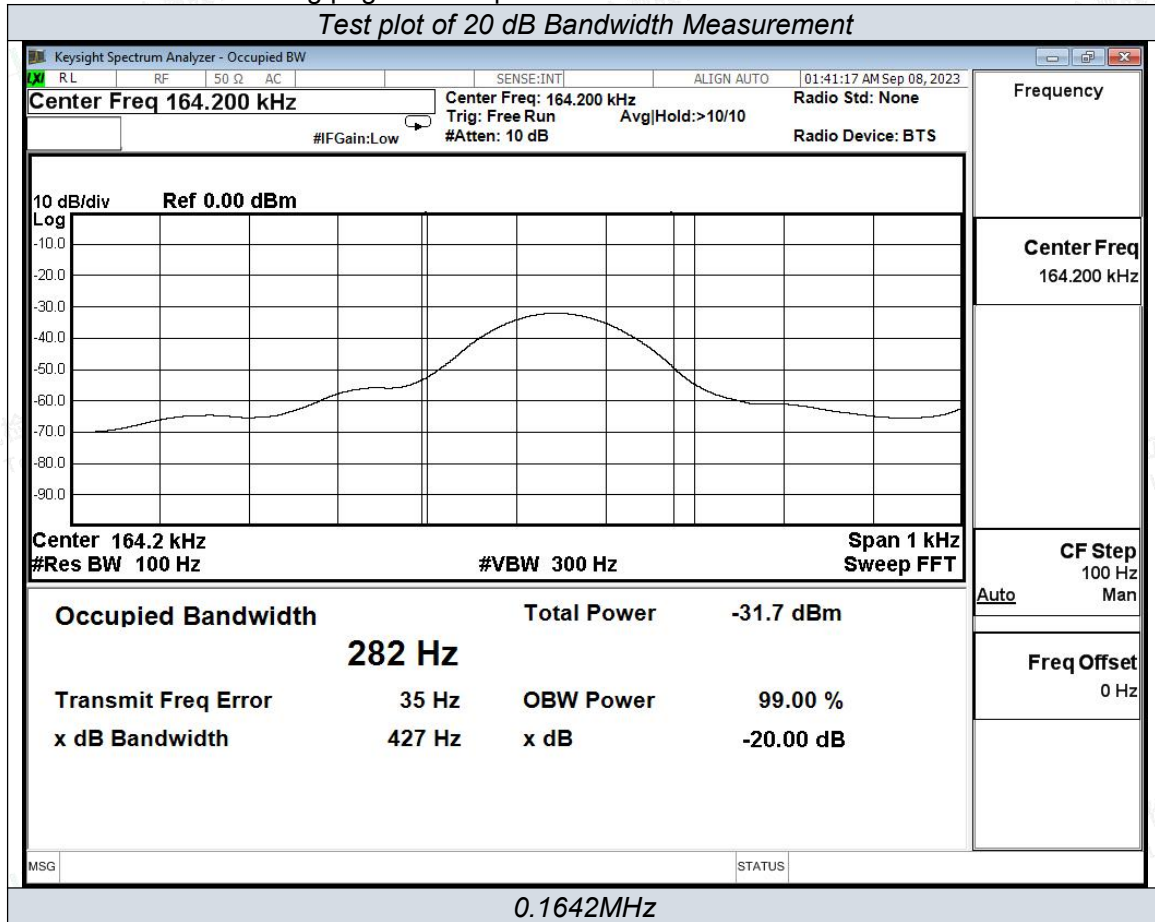 Test plot of 20 dB Bandwidth Measurement
Keysight Spectrum Analyzer - Occupied BW
LXI RL RF 50 Ω AC SENSE:INT ALIGN AUTO 01:41:17 AM Sep 08, 2023
Center Freq 164.200 kHz
Center Freq: 164.200 kHz
Radio Std: None
Trig: Free Run Avg|Hold:>10/10
#IFGain:Low
#Atten: 10 dB
Radio Device: BTS
Frequency
10 dB/div Ref 0.00 dBm
Log
-10.0
-20.0
-30.0
-40.0
-50.0
-60.0
-70.0
-80.0
-90.0
Center Freq
164.200 kHz
Center 164.2 kHz Span 1 kHz
#Res BW 100 Hz #VBW 300 Hz Sweep FFT
CF Step
100 Hz
Auto Man
Freq Offset
0 Hz
Occupied Bandwidth Total Power -31.7 dBm
282 Hz
Transmit Freq Error 35 Hz OBW Power 99.00 %
x dB Bandwidth 427 Hz x dB -20.00 dB
MSG STATUS
0.1642MHz